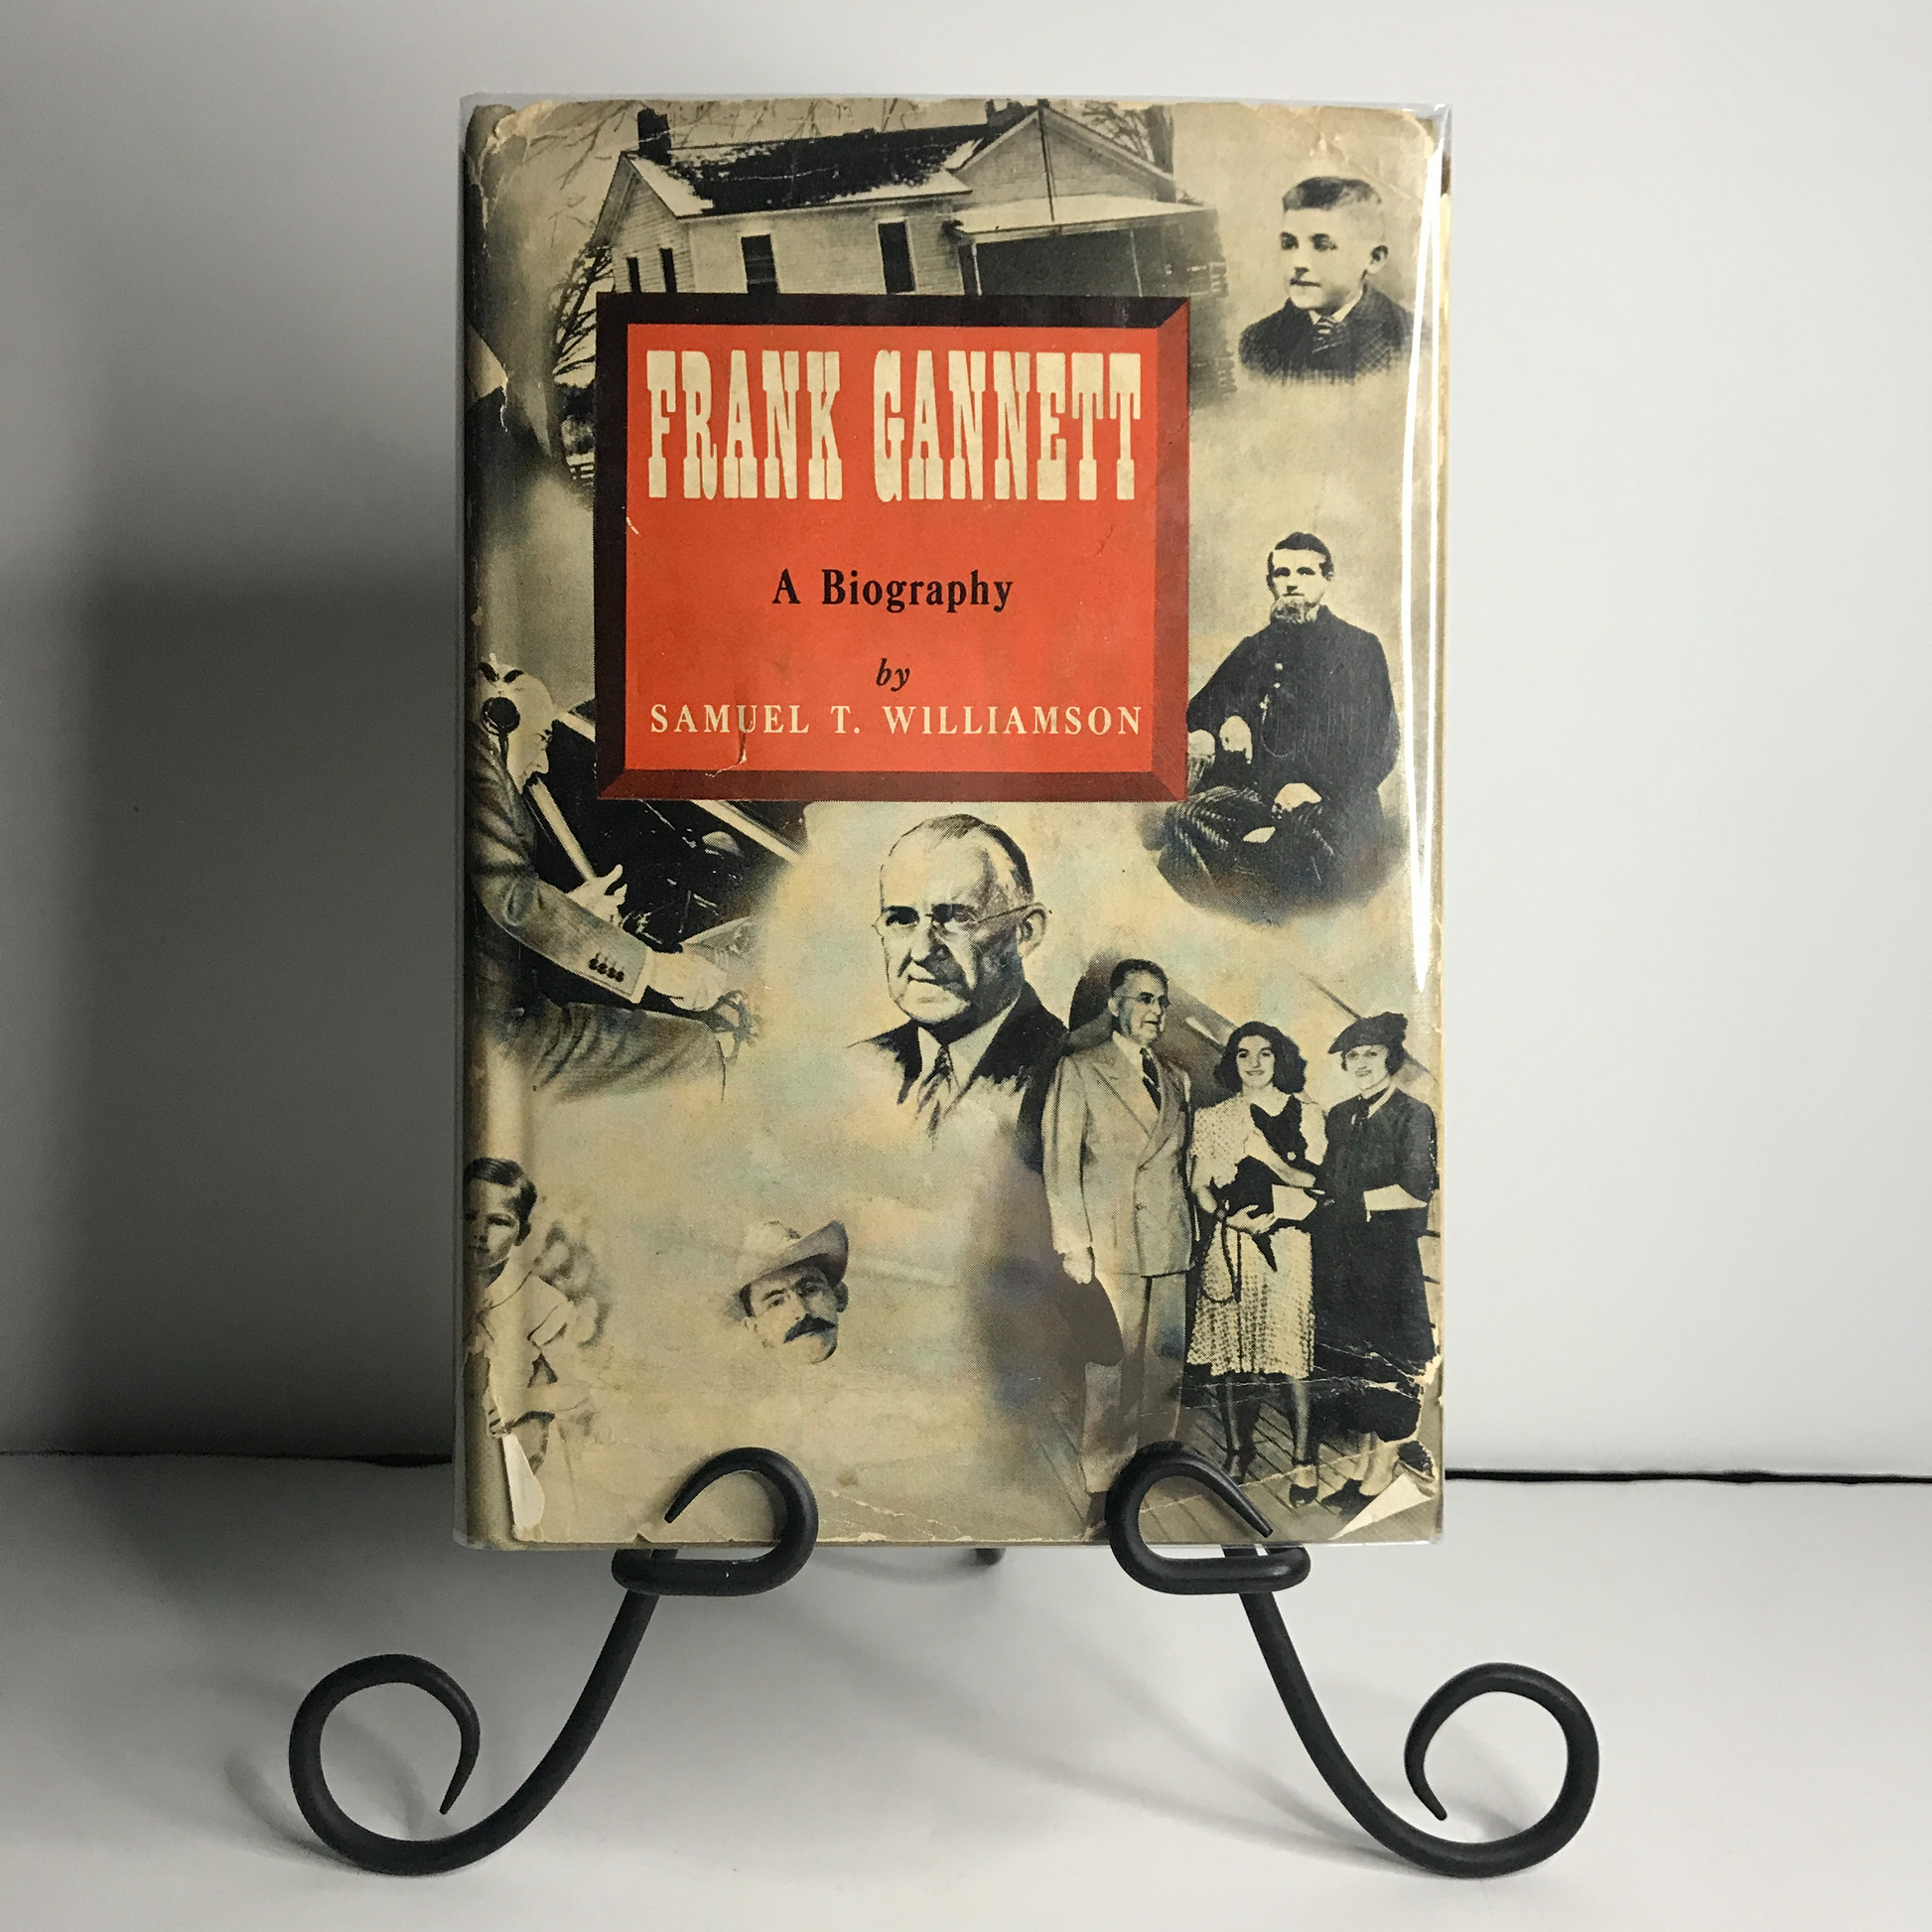 FRANK GANNETT
A Biography
by
SAMUEL T. WILLIAMSON